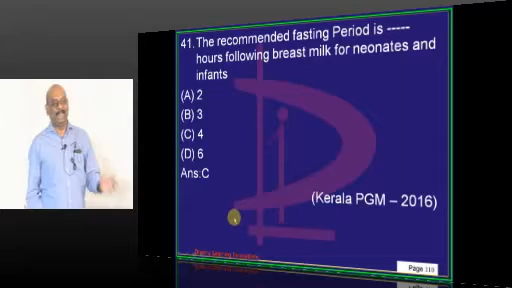 41. The recommended fasting Period is -----
hours following breast milk for neonates and
infants
(A) 2
(B) 3
(C) 4
(D) 6
Ans.C
(Kerala PGM – 2016)
Page 110